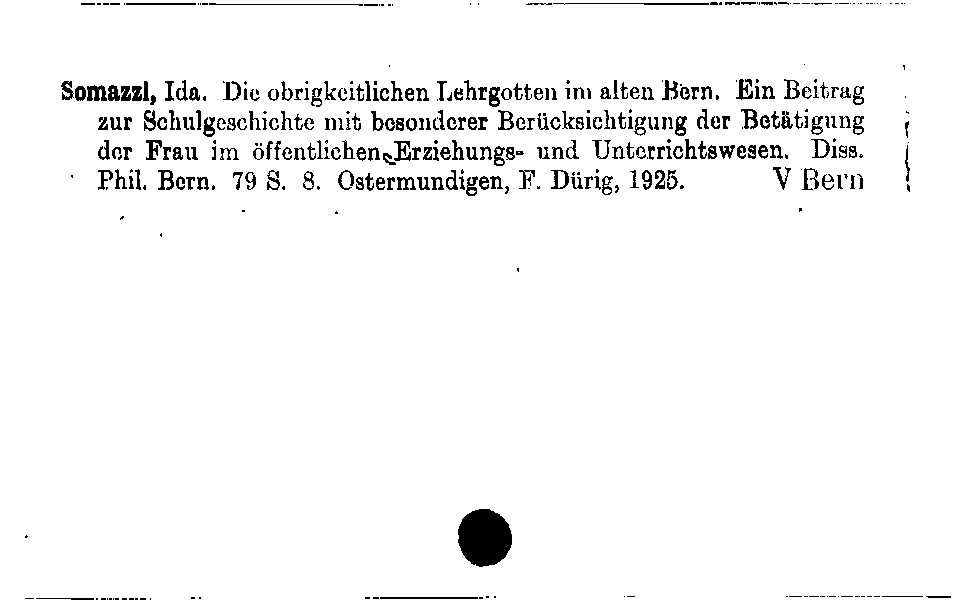 Somazzi, Ida. Die obrigkeitlichen Lehrgotten im alten Bern. Ein Beitrag
zur Schulgeschichte mit besonderer Berücksichtigung der Betätigung
der Frau im öffentlichen Erziehungs- und Unterrichtswesen. Diss.
Phil. Bern. 79 S. 8. Ostermundigen, F. Dürig, 1925. V Bern